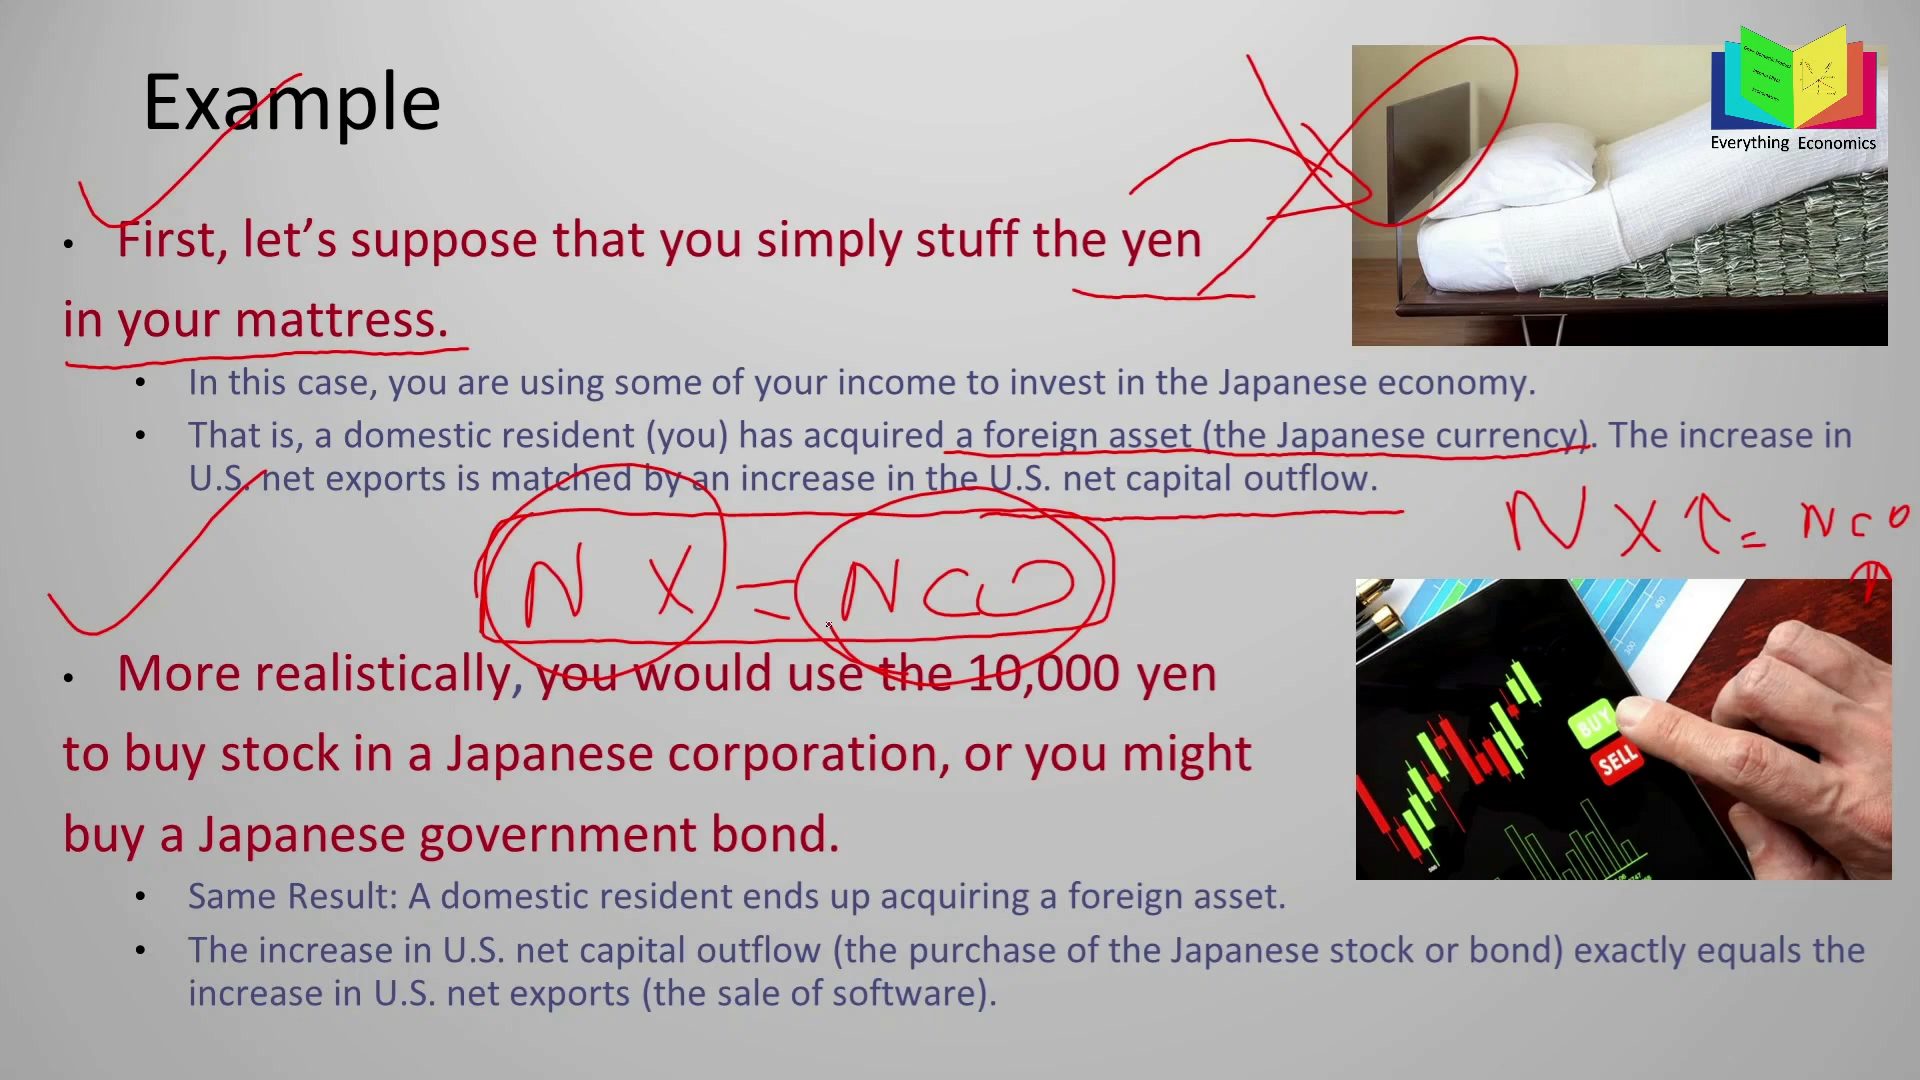 Example
Everything Economics
• First, let's suppose that you simply stuff the yen
in your mattress.
• In this case, you are using some of your income to invest in the Japanese economy.
• That is, a domestic resident (you) has acquired a foreign asset (the Japanese currency). The increase in
U.S. net exports is matched by an increase in the U.S. net capital outflow.
NX = NCO
NX↑ = NCO
↑
• More realistically, you would use the 10,000 yen
to buy stock in a Japanese corporation, or you might
buy a Japanese government bond.
BUY
SELL
400
300
• Same Result: A domestic resident ends up acquiring a foreign asset.
• The increase in U.S. net capital outflow (the purchase of the Japanese stock or bond) exactly equals the
increase in U.S. net exports (the sale of software).